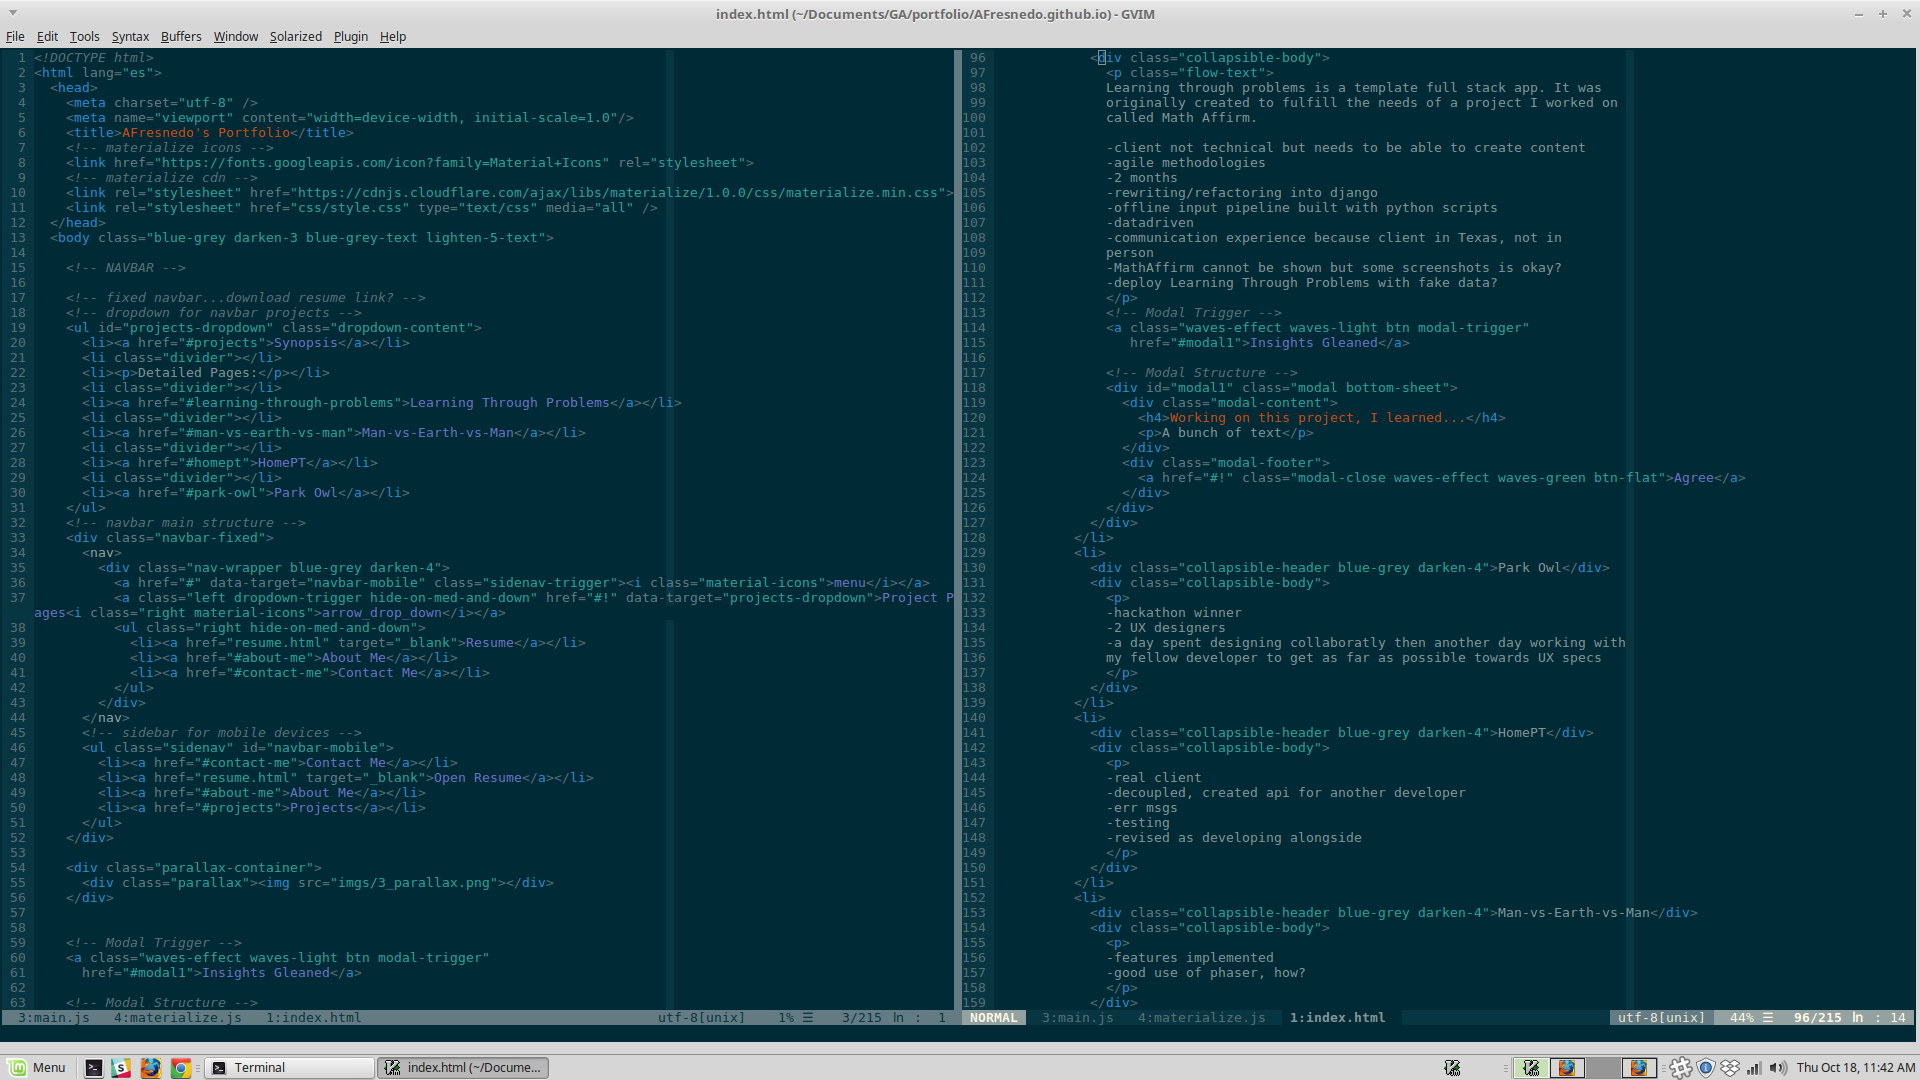 index.html (~/Documents/GA/portfolio/AFresnedo.github.io) - GVIM
File Edit Tools Syntax Buffers Window Solarized Plugin Help
1 <!DOCTYPE html>
2 <html lang="es">
3 <head>
4 <meta charset="utf-8" />
5 <meta name="viewport" content="width=device-width, initial-scale=1.0"/>
6 <title>AFresnedo's Portfolio</title>
7 <!-- materialize icons -->
8 <link href="https://fonts.googleapis.com/icon?family=Material+Icons" rel="stylesheet">
9 <!-- materialize cdn -->
10 <link rel="stylesheet" href="https://cdnjs.cloudflare.com/ajax/libs/materialize/1.0.0/css/materialize.min.css">
11 <link rel="stylesheet" href="css/style.css" type="text/css" media="all" />
12 </head>
13 <body class="blue-grey darken-3 blue-grey-text lighten-5-text">
14
15 <!-- NAVBAR -->
16
17 <!-- fixed navbar...download resume link? -->
18 <!-- dropdown for navbar projects -->
19 <ul id="projects-dropdown" class="dropdown-content">
20 <li><a href="#projects">Synopsis</a></li>
21 <li class="divider"></li>
22 <li><p>Detailed Pages:</p></li>
23 <li class="divider"></li>
24 <li><a href="#learning-through-problems">Learning Through Problems</a></li>
25 <li class="divider"></li>
26 <li><a href="#man-vs-earth-vs-man">Man-vs-Earth-vs-Man</a></li>
27 <li class="divider"></li>
28 <li><a href="#homept">HomePT</a></li>
29 <li class="divider"></li>
30 <li><a href="#park-owl">Park Owl</a></li>
31 </ul>
32 <!-- navbar main structure -->
33 <div class="navbar-fixed">
34 <nav>
35 <div class="nav-wrapper blue-grey darken-4">
36 <a href="#" data-target="navbar-mobile" class="sidenav-trigger"><i class="material-icons">menu</i></a>
37 <a class="left dropdown-trigger hide-on-med-and-down" href="#!" data-target="projects-dropdown">Project P
ages<i class="right material-icons">arrow_drop_down</i></a>
38 <ul class="right hide-on-med-and-down">
39 <li><a href="resume.html" target="_blank">Resume</a></li>
40 <li><a href="#about-me">About Me</a></li>
41 <li><a href="#contact-me">Contact Me</a></li>
42 </ul>
43 </div>
44 </nav>
45 <!-- sidebar for mobile devices -->
46 <ul class="sidenav" id="navbar-mobile">
47 <li><a href="#contact-me">Contact Me</a></li>
48 <li><a href="resume.html" target="_blank">Open Resume</a></li>
49 <li><a href="#about-me">About Me</a></li>
50 <li><a href="#projects">Projects</a></li>
51 </ul>
52 </div>
53
54 <div class="parallax-container">
55 <div class="parallax"><img src="imgs/3_parallax.png"></div>
56 </div>
57
58
59 <!-- Modal Trigger -->
60 <a class="waves-effect waves-light btn modal-trigger"
61 href="#modal1">Insights Gleaned</a>
62
63 <!-- Modal Structure -->
3:main.js 4:materialize.js 1:index.html utf-8[unix] 1% ☰ 3/215 ln : 1
96 <div class="collapsible-body">
97 <p class="flow-text">
98 Learning through problems is a template full stack app. It was
99 originally created to fulfill the needs of a project I worked on
100 called Math Affirm.
101
102 -client not technical but needs to be able to create content
103 -agile methodologies
104 -2 months
105 -rewriting/refactoring into django
106 -offline input pipeline built with python scripts
107 -datadriven
108 -communication experience because client in Texas, not in
109 person
110 -MathAffirm cannot be shown but some screenshots is okay?
111 -deploy Learning Through Problems with fake data?
112 </p>
113 <!-- Modal Trigger -->
114 <a class="waves-effect waves-light btn modal-trigger"
115 href="#modal1">Insights Gleaned</a>
116
117 <!-- Modal Structure -->
118 <div id="modal1" class="modal bottom-sheet">
119 <div class="modal-content">
120 <h4>Working on this project, I learned...</h4>
121 <p>A bunch of text</p>
122 </div>
123 <div class="modal-footer">
124 <a href="#!" class="modal-close waves-effect waves-green btn-flat">Agree</a>
125 </div>
126 </div>
127 </div>
128 </li>
129 <li>
130 <div class="collapsible-header blue-grey darken-4">Park Owl</div>
131 <div class="collapsible-body">
132 <p>
133 -hackathon winner
134 -2 UX designers
135 -a day spent designing collaboratly then another day working with
136 my fellow developer to get as far as possible towards UX specs
137 </p>
138 </div>
139 </li>
140 <li>
141 <div class="collapsible-header blue-grey darken-4">HomePT</div>
142 <div class="collapsible-body">
143 <p>
144 -real client
145 -decoupled, created api for another developer
146 -err msgs
147 -testing
148 -revised as developing alongside
149 </p>
150 </div>
151 </li>
152 <li>
153 <div class="collapsible-header blue-grey darken-4">Man-vs-Earth-vs-Man</div>
154 <div class="collapsible-body">
155 <p>
156 -features implemented
157 -good use of phaser, how?
158 </p>
159 </div>
NORMAL 3:main.js 4:materialize.js 1:index.html utf-8[unix] 44% ☰ 96/215 ln : 14
Menu Terminal index.html (~/Docume... Thu Oct 18, 11:42 AM